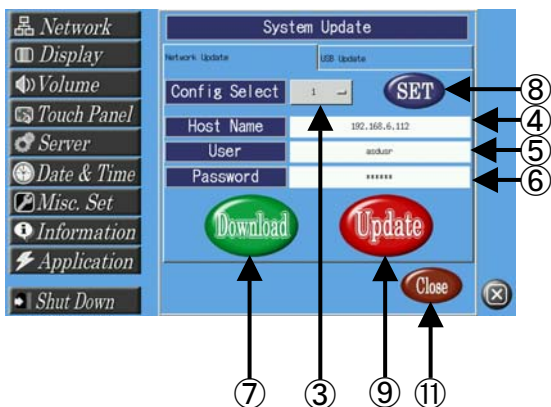 Network
Display
Volume
Touch Panel
Server
Date & Time
Misc. Set
Information
Application
Shut Down
System Update
Network Update
USB Update
Config Select
1
SET
Host Name
192.168.6.112
User
asdusr
Password
******
Download
Update
Close
⑧
④
⑤
⑥
⑦
③
⑨
⑪